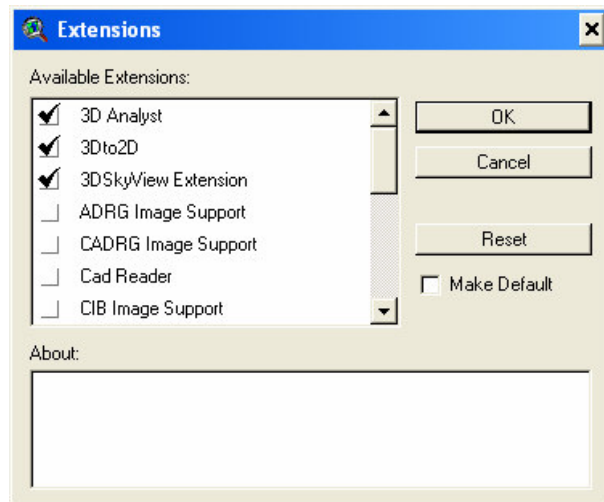 Extensions
Available Extensions:
3D Analyst
3Dto2D
3DSkyView Extension
ADRG Image Support
CADRG Image Support
Cad Reader
CIB Image Support
OK
Cancel
Reset
Make Default
About: